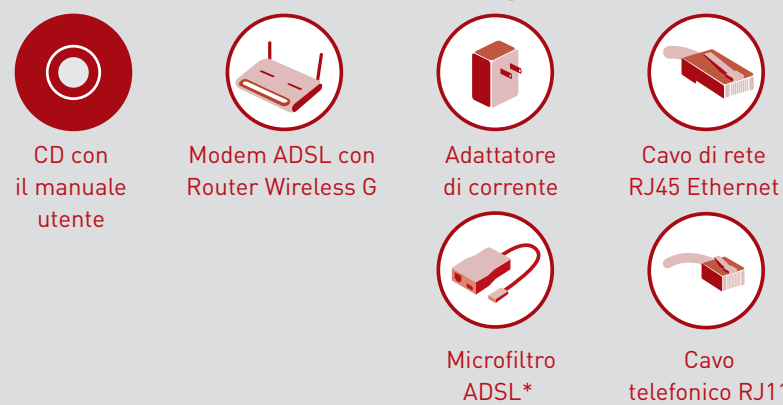 CD con
il manuale
utente
Modem ADSL con
Router Wireless G
Adattatore
di corrente
Cavo di rete
RJ45 Ethernet
Microfiltro
ADSL*
Cavo
telefonico RJ11